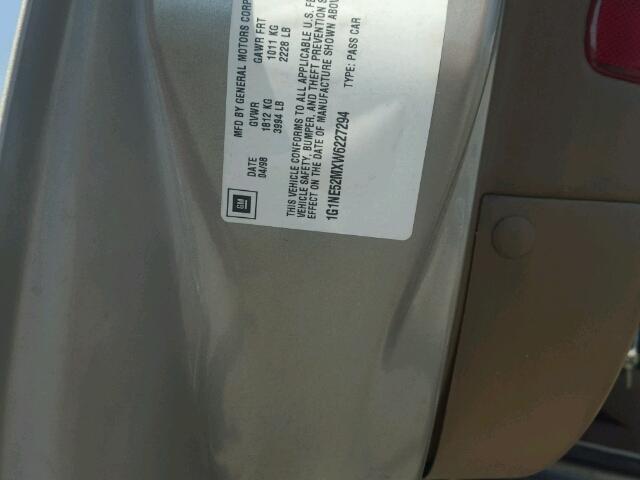 MFD BY GENERAL MOTORS CORP
DATE GVWR GAWR FRT
04/98 1812 KG 1011 KG
3994 LB 2228 LB
THIS VEHICLE CONFORMS TO ALL APPLICABLE U.S.
VEHICLE SAFETY, BUMPER, AND THEFT PREVENTION
EFFECT ON THE DATE OF MANUFACTURE SHOWN
1G1NE52MXW6227294 TYPE: PASS CAR
GM